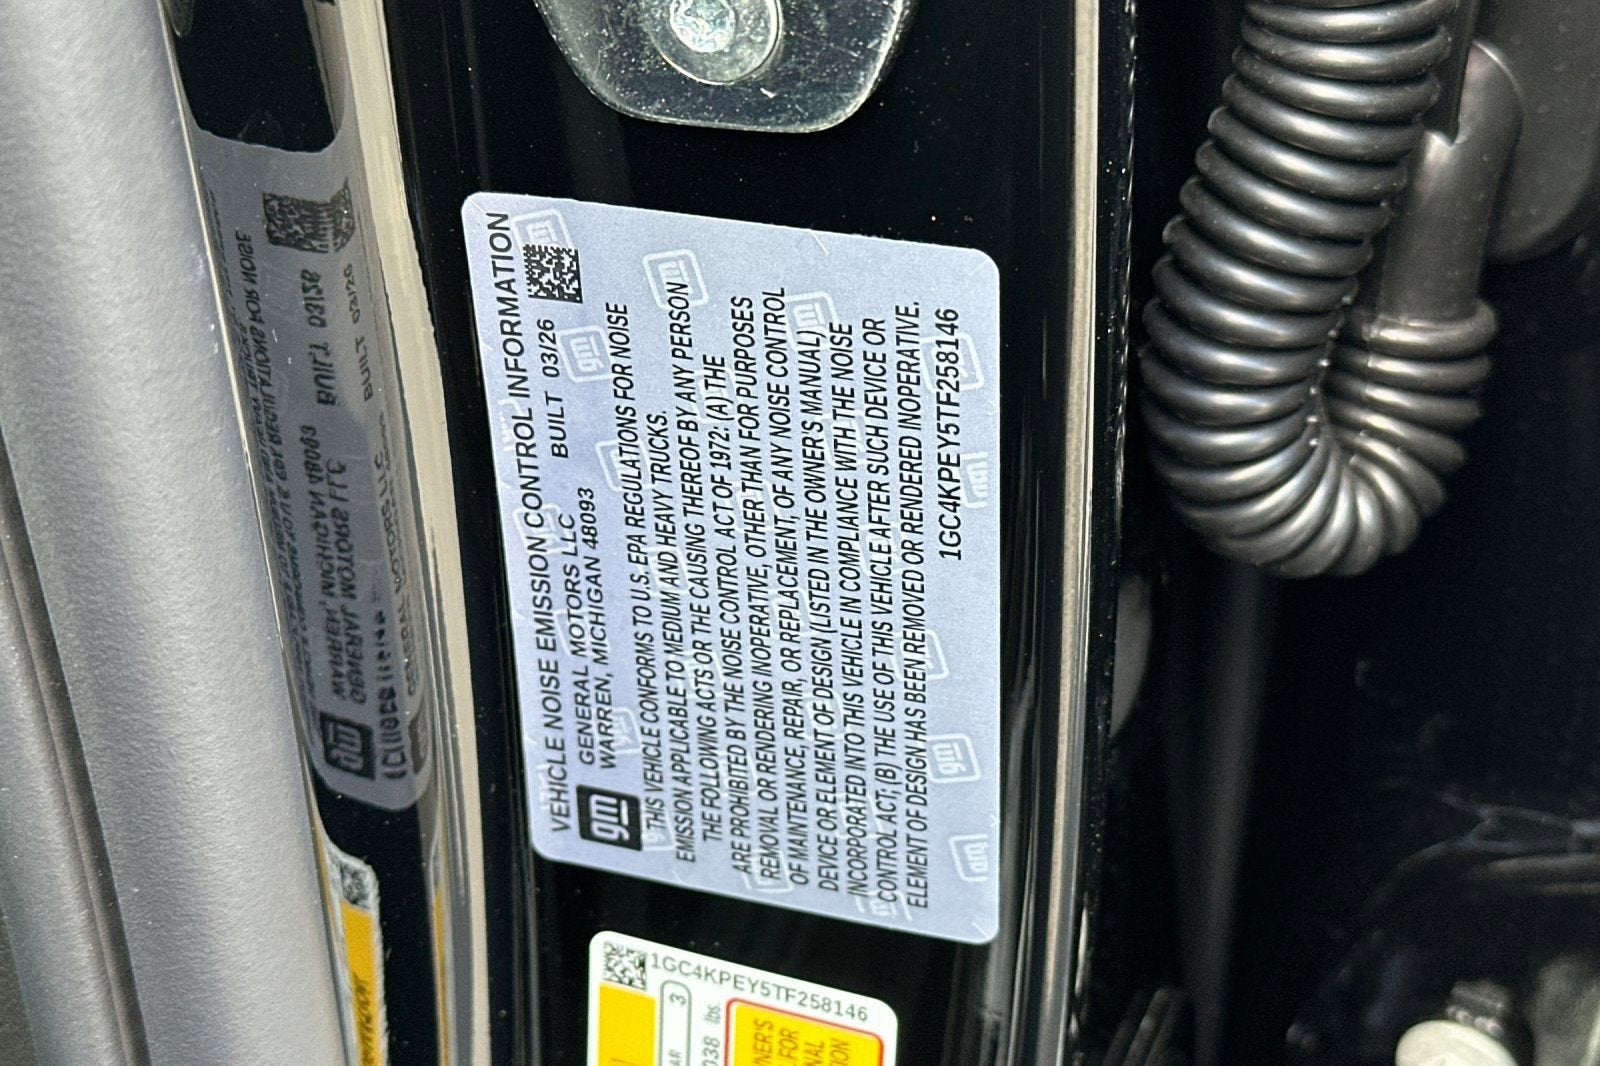 VEHICLE NOISE EMISSION CONTROL INFORMATION
gm
GENERAL MOTORS LLC BUILT 03/26
WARREN, MICHIGAN 48093
THIS VEHICLE CONFORMS TO U.S. EPA REGULATIONS FOR NOISE
EMISSION APPLICABLE TO MEDIUM AND HEAVY TRUCKS.
THE FOLLOWING ACTS OR THE CAUSING THEREOF BY ANY PERSON
ARE PROHIBITED BY THE NOISE CONTROL ACT OF 1972: (A) THE
REMOVAL OR RENDERING INOPERATIVE, OTHER THAN FOR PURPOSES
OF MAINTENANCE, REPAIR, OR REPLACEMENT, OF ANY NOISE CONTROL
DEVICE OR ELEMENT OF DESIGN (LISTED IN THE OWNER'S MANUAL)
INCORPORATED INTO THIS VEHICLE IN COMPLIANCE WITH THE NOISE
CONTROL ACT; (B) THE USE OF THIS VEHICLE AFTER SUCH DEVICE OR
ELEMENT OF DESIGN HAS BEEN REMOVED OR RENDERED INOPERATIVE.
1GC4KPEY5TF258146
1GC4KPEY5TF258146
3
038 lbs.